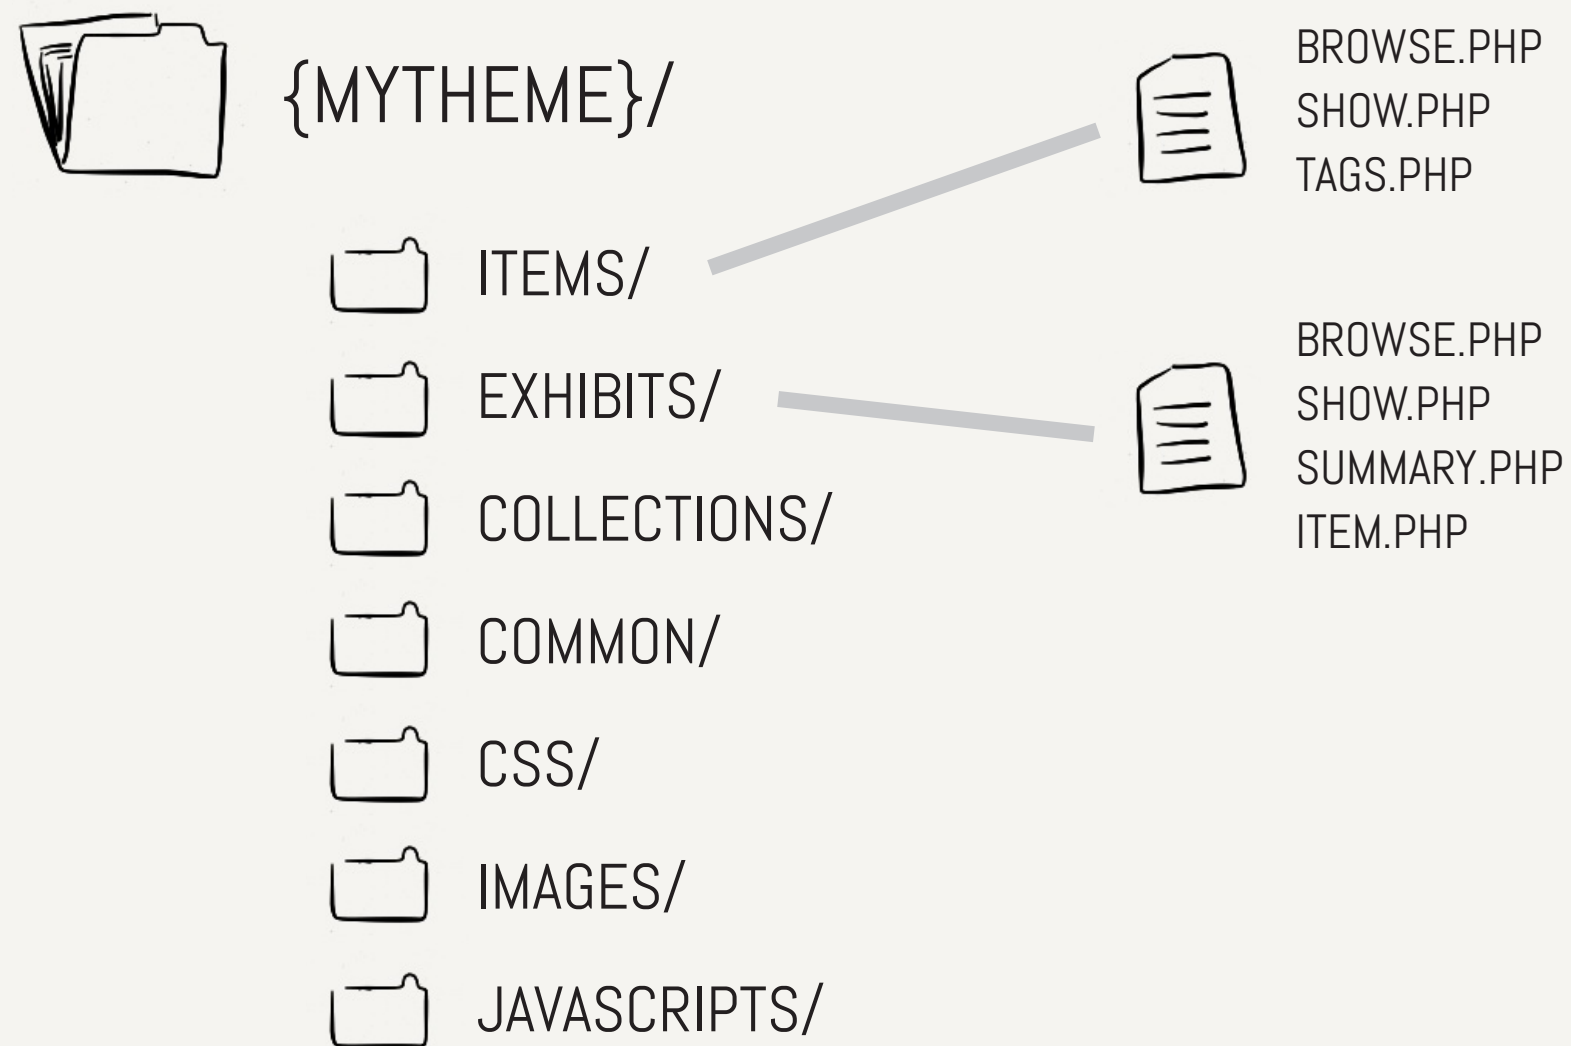 {MYTHEME}/
ITEMS/
EXHIBITS/
COLLECTIONS/
COMMON/
CSS/
IMAGES/
JAVASCRIPTS/
BROWSE.PHP
SHOW.PHP
TAGS.PHP
BROWSE.PHP
SHOW.PHP
SUMMARY.PHP
ITEM.PHP